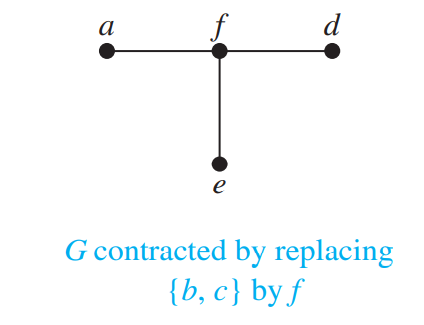 a f d
e
G contracted by replacing
{b, c} by f